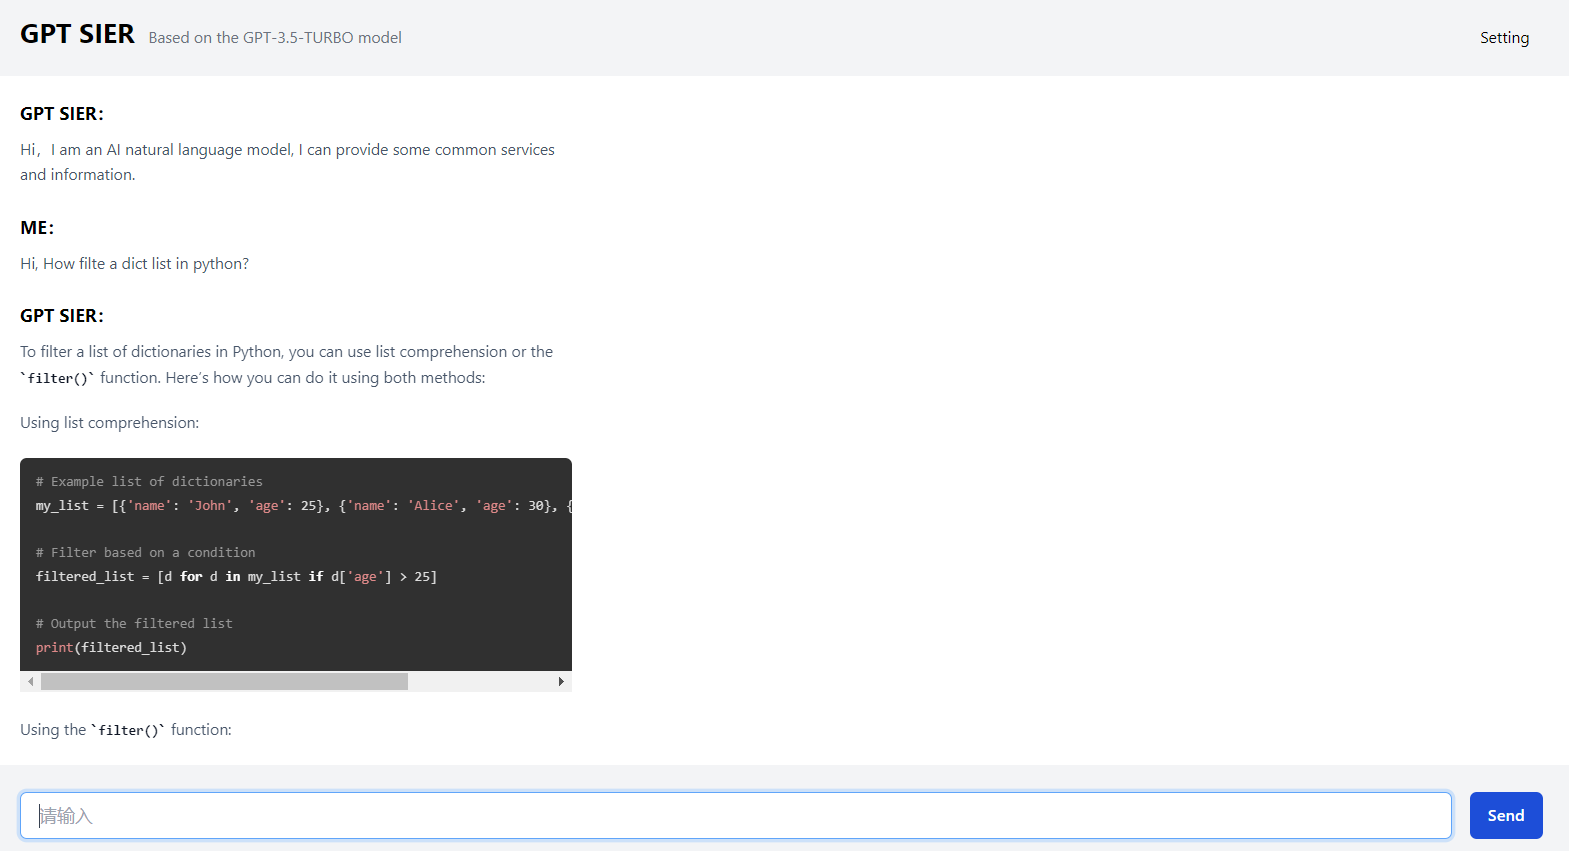 GPT SIER Based on the GPT-3.5-TURBO model
Setting
GPT SIER:
Hi，I am an AI natural language model, I can provide some common services
and information.
ME:
Hi, How filte a dict list in python?
GPT SIER:
To filter a list of dictionaries in Python, you can use list comprehension or the
`filter()` function. Here’s how you can do it using both methods:
Using list comprehension:
# Example list of dictionaries
my_list = [{'name': 'John', 'age': 25}, {'name': 'Alice', 'age': 30}, {
# Filter based on a condition
filtered_list = [d for d in my_list if d['age'] > 25]
# Output the filtered list
print(filtered_list)
Using the `filter()` function:
请输入
Send